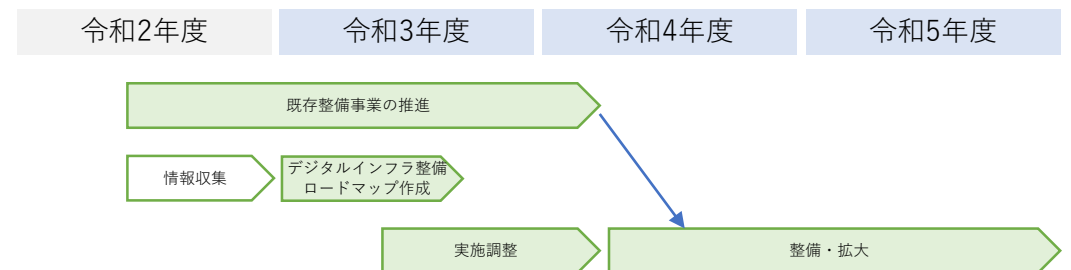 令和2年度
令和3年度
令和4年度
令和5年度
既存整備事業の推進
情報収集
デジタルインフラ整備
ロードマップ作成
実施調整
整備・拡大